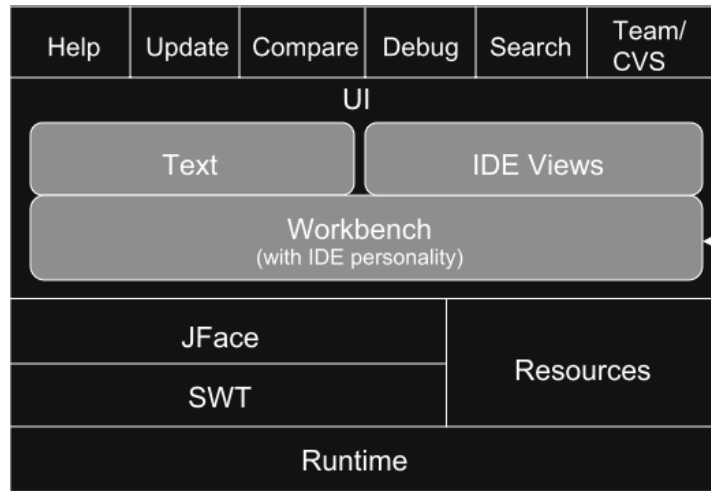 Help
Update
Compare
Debug
Search
Team/
CVS
UI
Text
IDE Views
Workbench
(with IDE personality)
JFace
SWT
Resources
Runtime